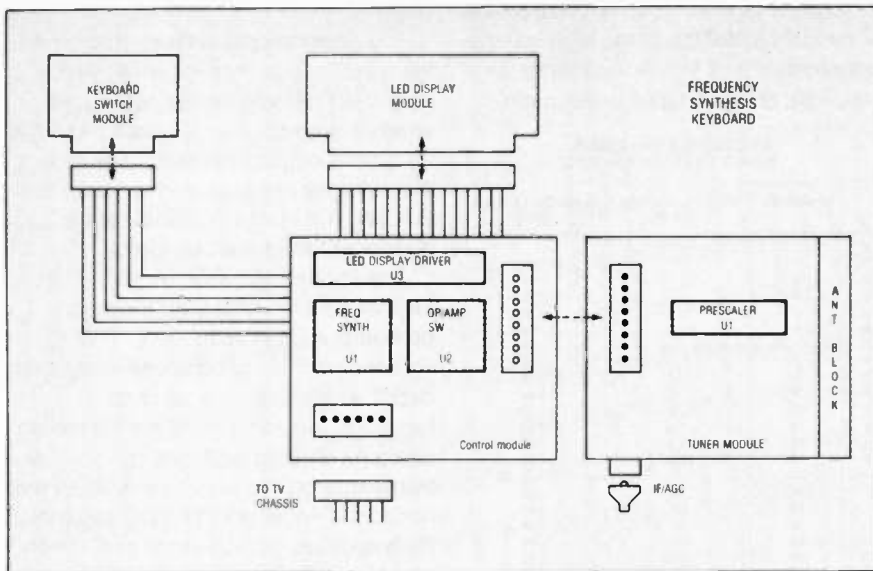 KEYBOARD
SWITCH
MODULE
LED DISPLAY
MODULE
FREQUENCY
SYNTHESIS
KEYBOARD
LED DISPLAY DRIVER
U3
FREQ
SYNTH
U1
OP/AMP
SW
U2
PRESCALER
U1
ANT BLOCK
Control module
TUNER MODULE
TO TV
CHASSIS
IF/AGC